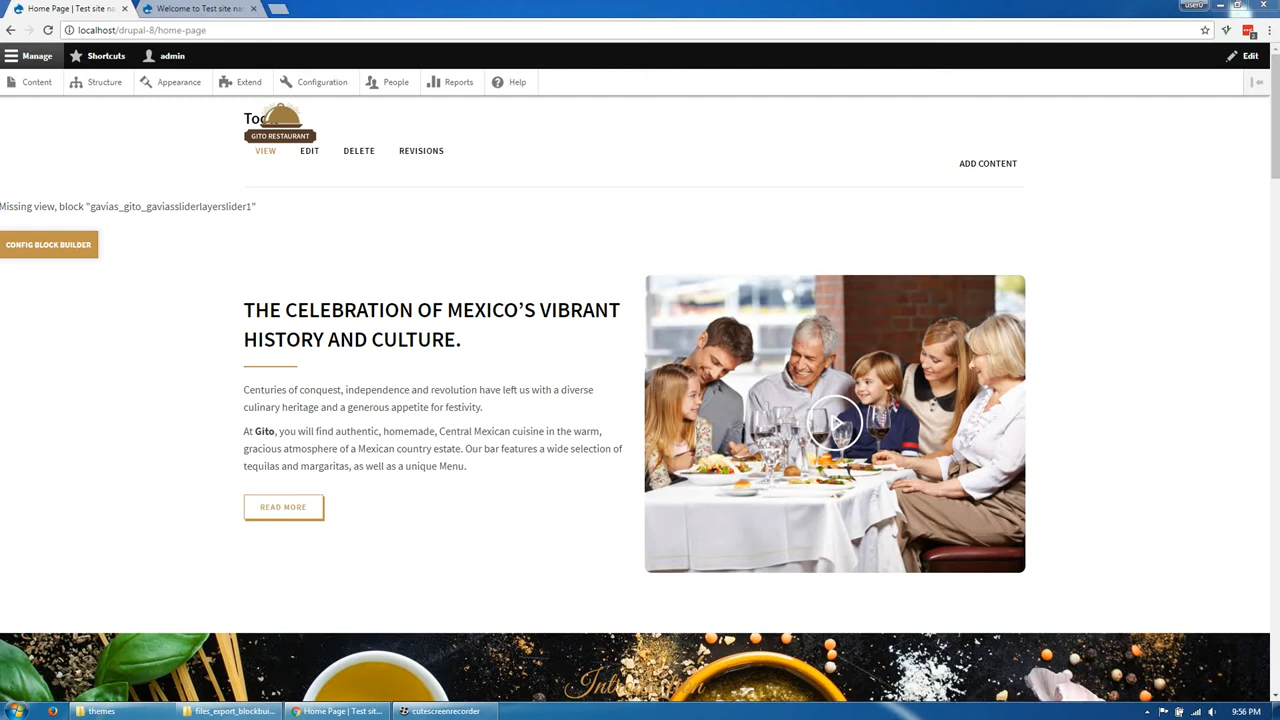 Home Page | Test site na
Welcome to Test site na
user0
localhost/drupal-8/home-page
2
Manage
Shortcuts
admin
Edit
Content
Structure
Appearance
Extend
Configuration
People
Reports
Help
GITO RESTAURANT
VIEW
EDIT
DELETE
REVISIONS
ADD CONTENT
Missing view, block "gavias_gito_gaviassliderlayerslider1"
CONFIG BLOCK BUILDER
THE CELEBRATION OF MEXICO’S VIBRANT
HISTORY AND CULTURE.
Centuries of conquest, independence and revolution have left us with a diverse
culinary heritage and a generous appetite for festivity.
At Gito, you will find authentic, homemade, Central Mexican cuisine in the warm,
gracious atmosphere of a Mexican country estate. Our bar features a wide selection of
tequilas and margaritas, as well as a unique Menu.
READ MORE
themes
files_export_blockbui...
Home Page | Test sit...
cutescreenrecorder
9:56 PM